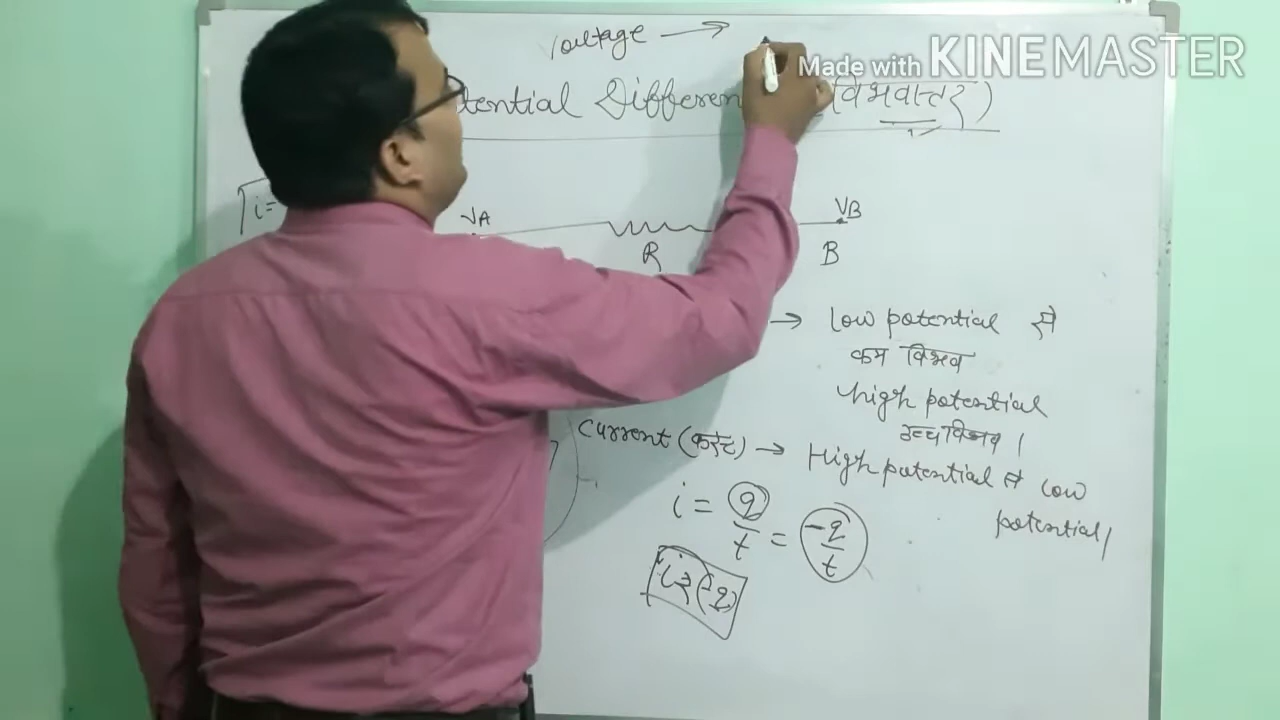 Voltage →
Made with KINEMASTER
tential Differen विभवान्तर)
i=
VA VB
R B
→ low potential से
कम विभव
high potential
उच्च विभव ।
Current (करंट) → High potential से low
potential/
i = q/t = -q/t